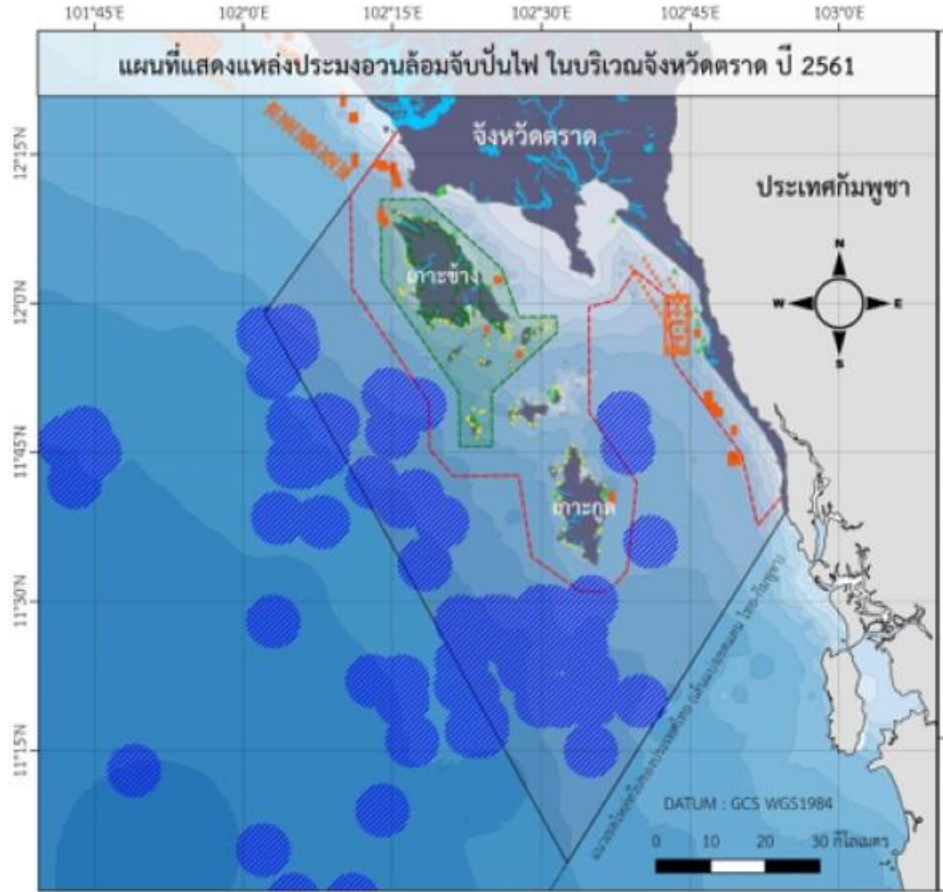 101°45'E 102°0'E 102°15'E 102°30'E 102°45'E 103°0'E
แผนที่แสดงแหล่งประมงอวนล้อมจับปั่นไฟ ในบริเวณจังหวัดตราด ปี 2561
12°15'N
จังหวัดตราด
ประเทศกัมพูชา
N
เกาะช้าง
12°0'N
W E
S
11°45'N
เกาะกูด
11°30'N
11°15'N
DATUM : GCS WGS1984
0 10 20 30 กิโลเมตร